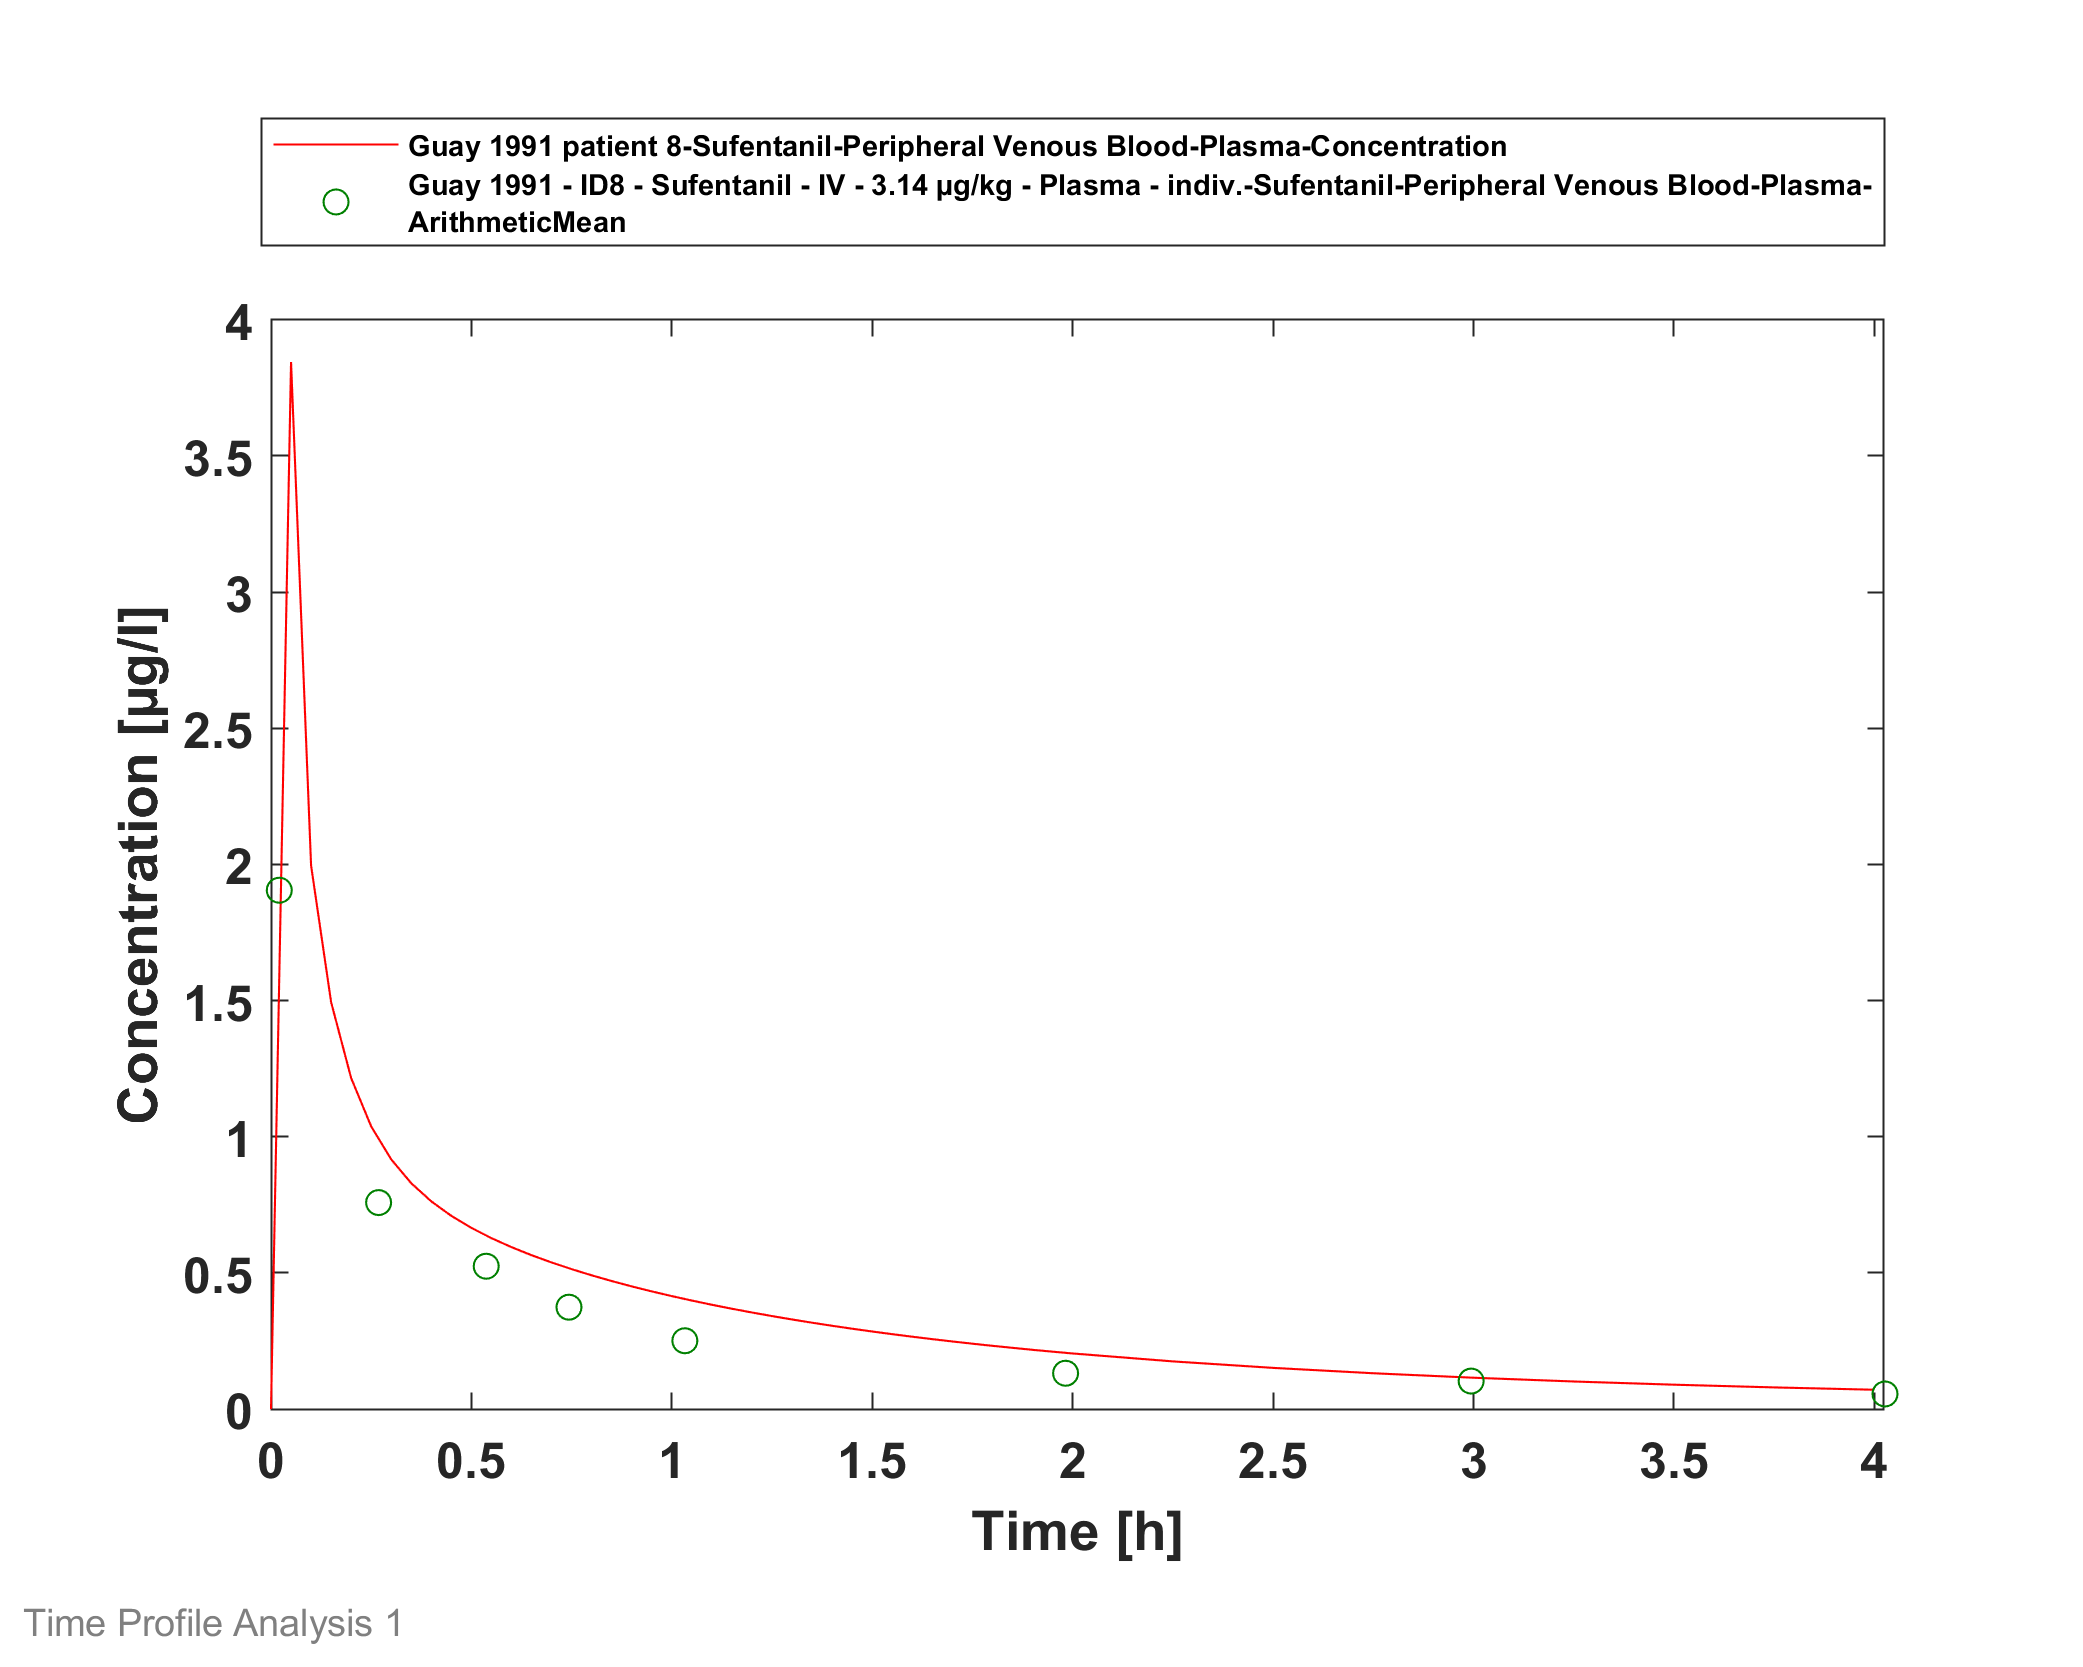 Guay 1991 patient 8-Sufentanil-Peripheral Venous Blood-Plasma-Concentration
Guay 1991 - ID8 - Sufentanil - IV - 3.14 µg/kg - Plasma - indiv.-Sufentanil-Peripheral Venous Blood-Plasma-
ArithmeticMean
4
3.5
3
2.5
2
1.5
1
0.5
0
Concentration [µg/l]
0 0.5 1 1.5 2 2.5 3 3.5 4
Time [h]
Time Profile Analysis 1